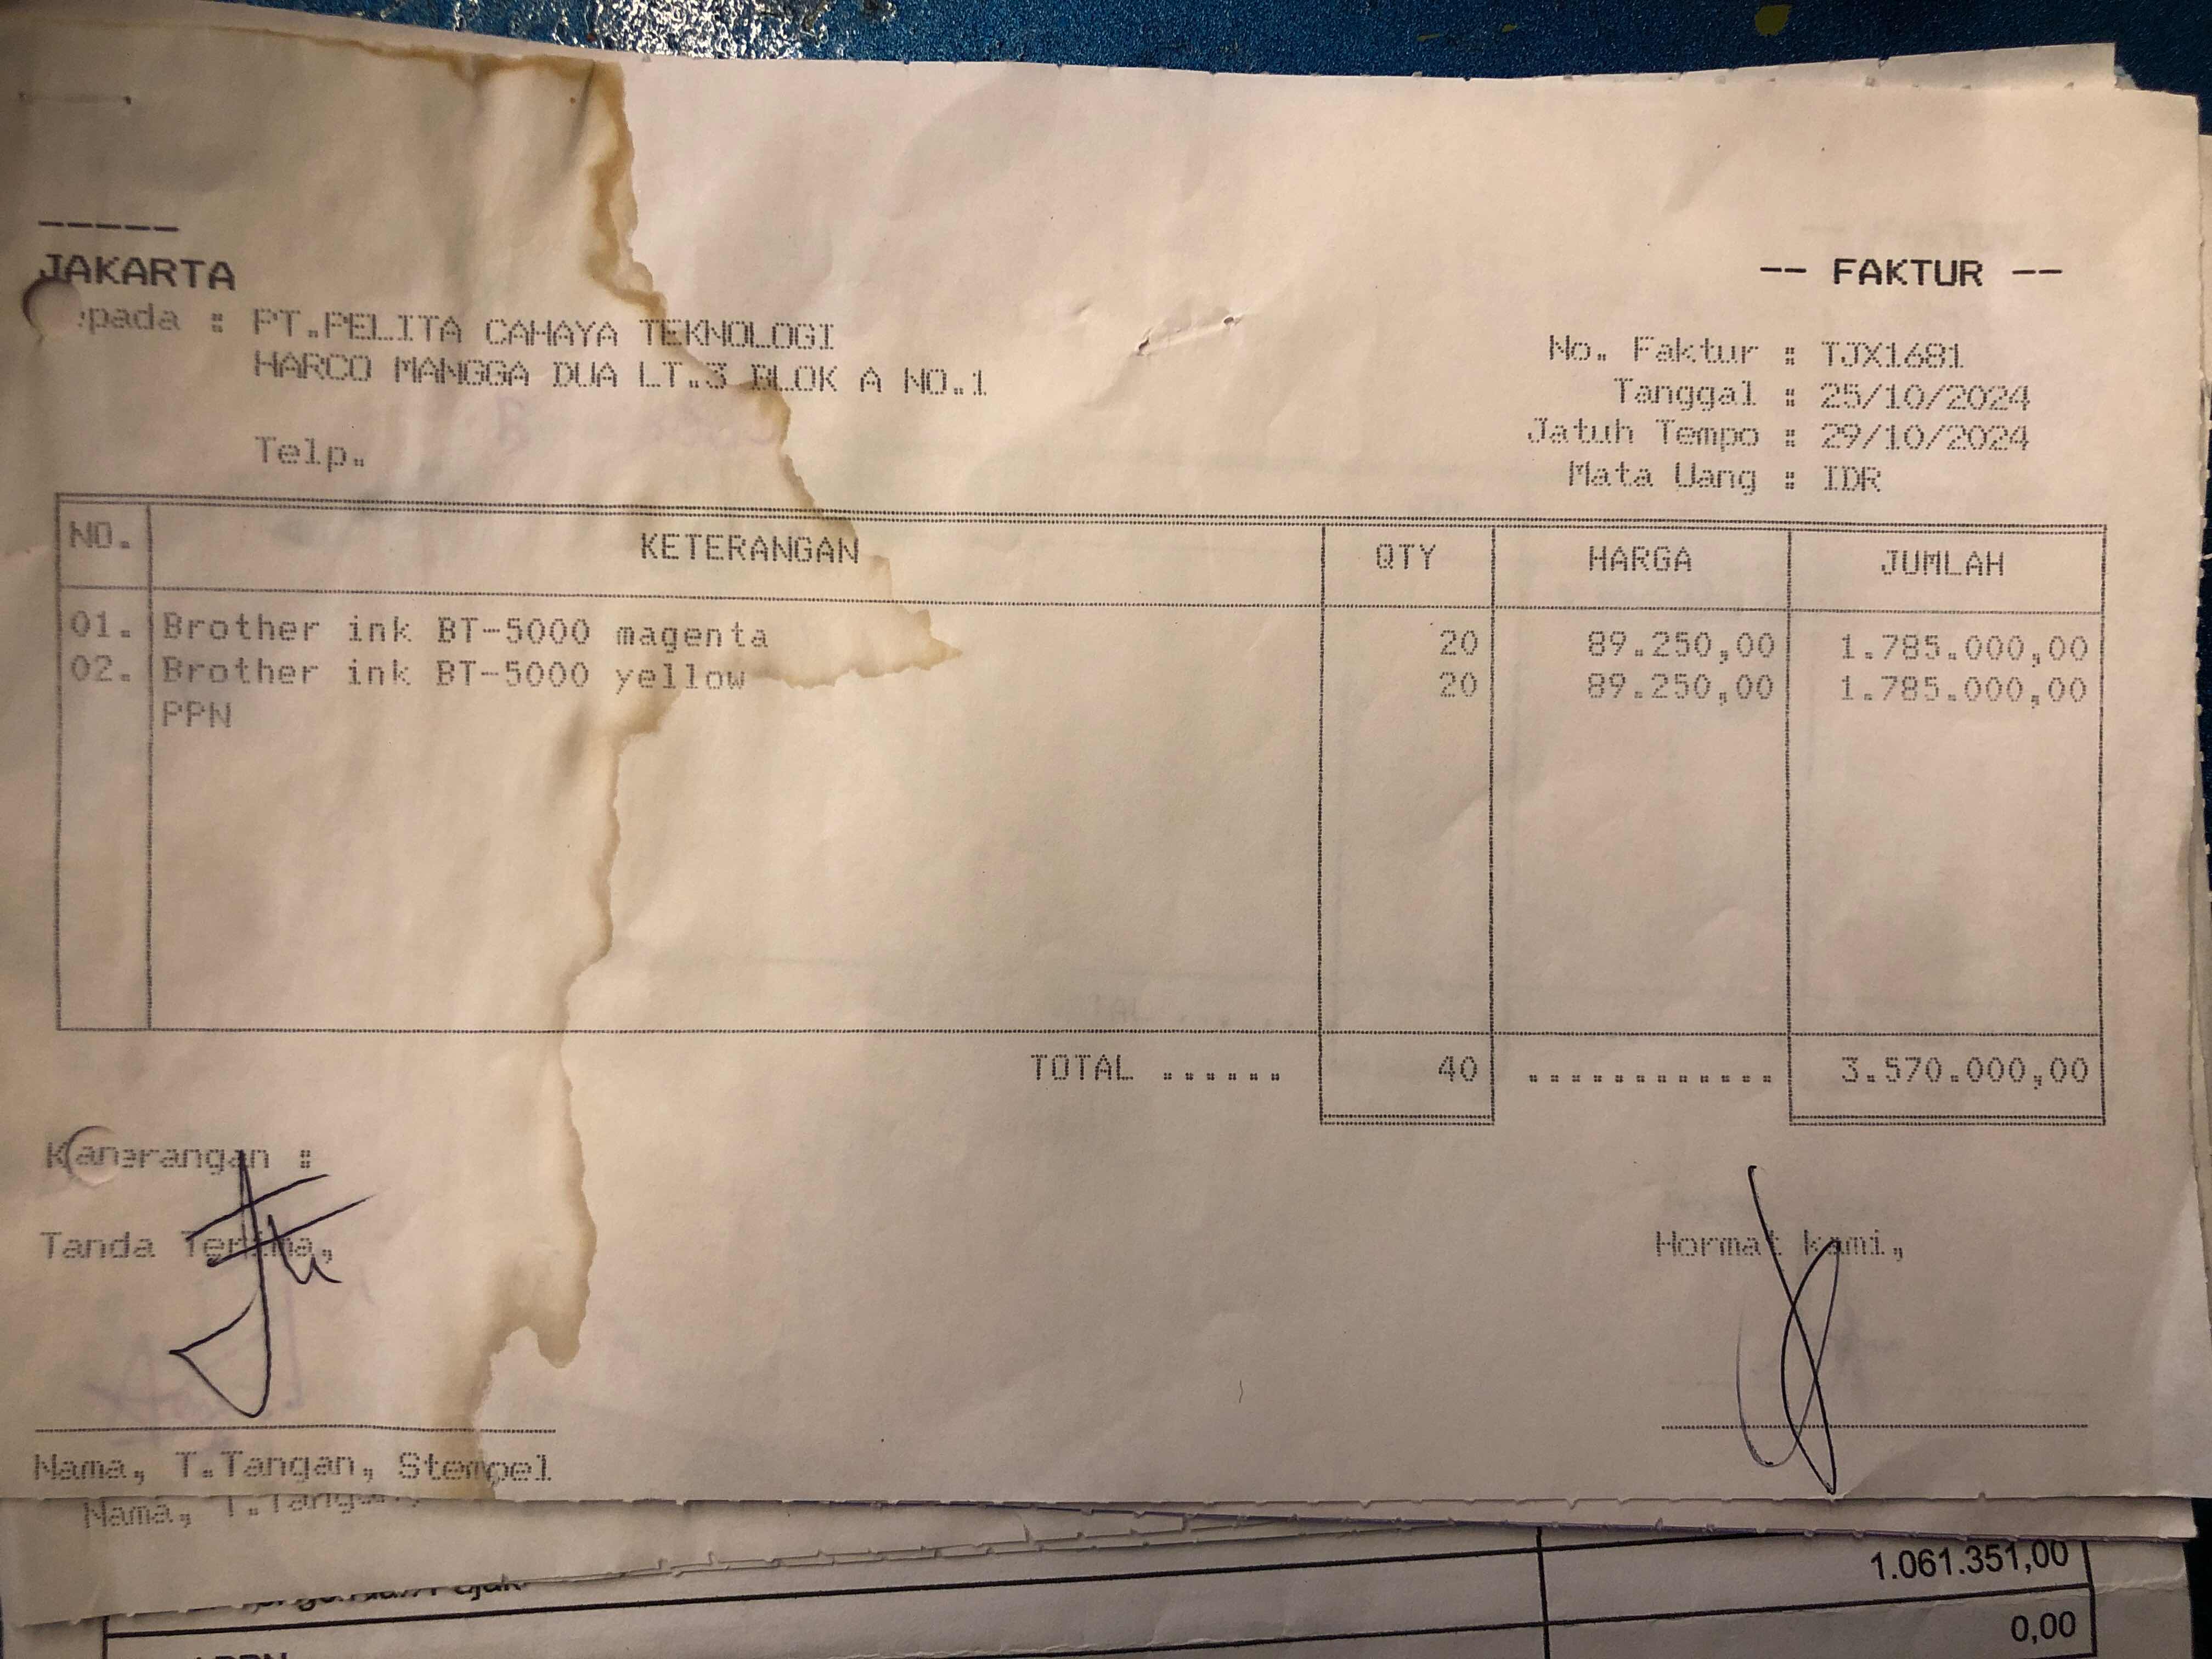 -----
JAKARTA
-- FAKTUR --
epada : PT.PELITA CAHAYA TEKNOLOGI
HARCO MANGGA DUA LT.3 BLOK A NO.1
Telp.
No. Faktur : TJX1681
Tanggal : 25/10/2024
Jatuh Tempo : 29/10/2024
Mata Uang : IDR
NO. KETERANGAN QTY HARGA JUMLAH
01. Brother ink BT-5000 magenta 20 89.250,00 1.785.000,00
02. Brother ink BT-5000 yellow 20 89.250,00 1.785.000,00
PPN
TOTAL ...... 40 ............ 3.570.000,00
Tanda Terima, Hormat kami,
Nama, T.Tangan, Stempel
Nama, T.Tangan,
1.061.351,00
0,00